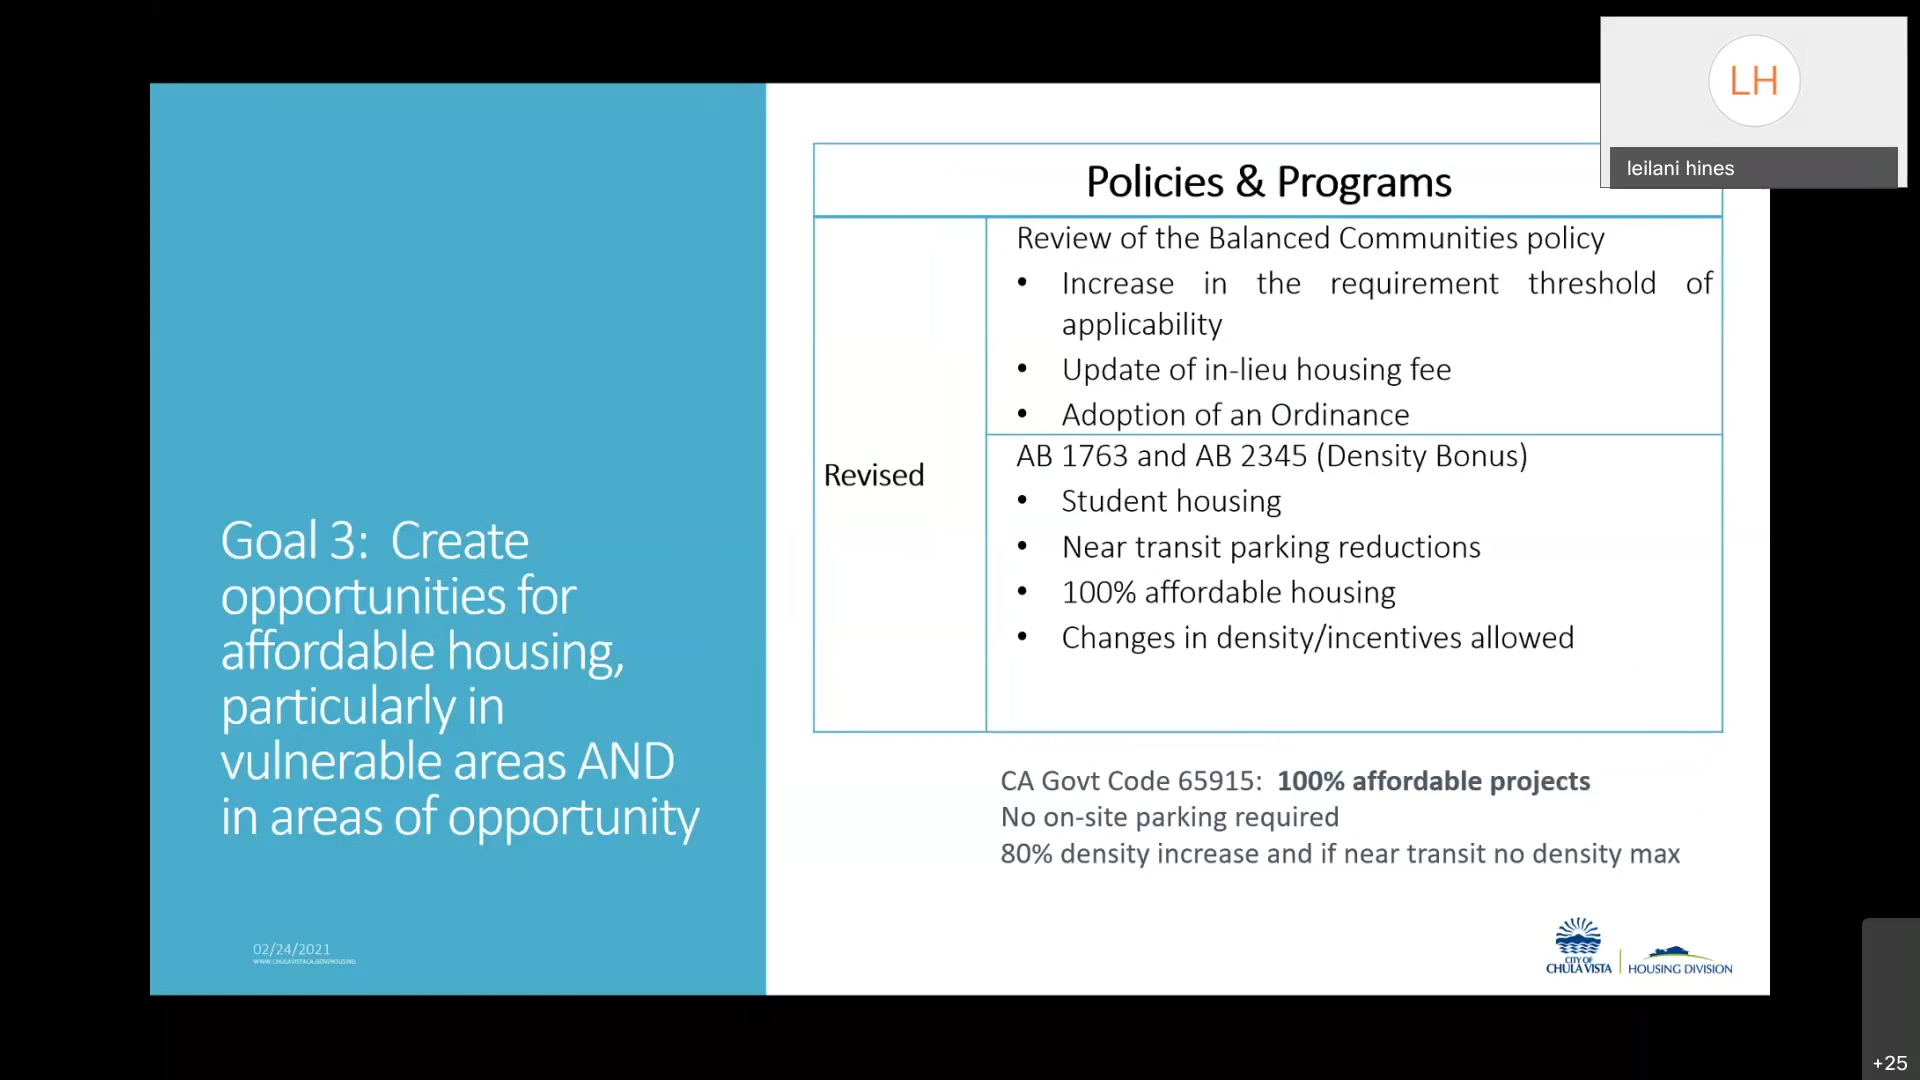 LH
leilani hines
Policies & Programs
Review of the Balanced Communities policy
• Increase in the requirement threshold of
applicability
• Update of in-lieu housing fee
• Adoption of an Ordinance
Revised
AB 1763 and AB 2345 (Density Bonus)
• Student housing
• Near transit parking reductions
• 100% affordable housing
• Changes in density/incentives allowed
Goal 3:  Create
opportunities for
affordable housing,
particularly in
vulnerable areas AND
in areas of opportunity
CA Govt Code 65915:  100% affordable projects
No on-site parking required
80% density increase and if near transit no density max
02/24/2021
WWW.CHULAVISTACA.GOV/HOUSING
CITY OF
CHULA VISTA
HOUSING DIVISION
+25